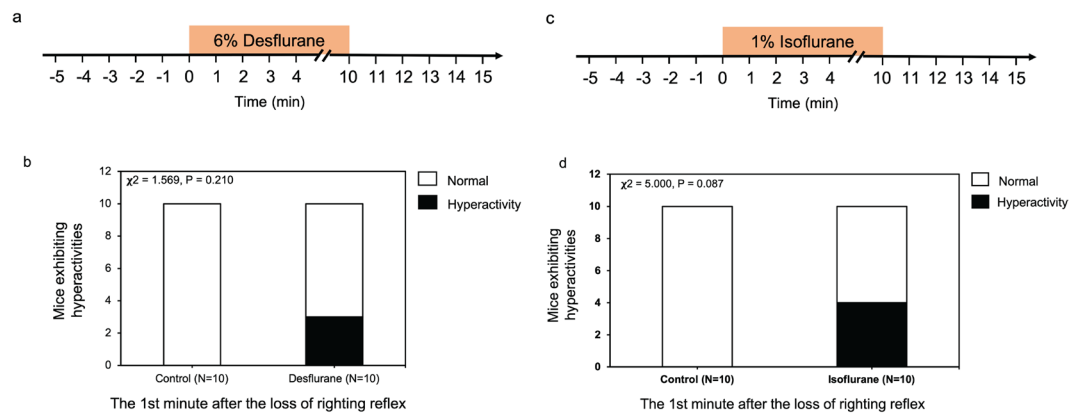 a
6% Desflurane
-5 -4 -3 -2 -1 0 1 2 3 4 10 11 12 13 14 15
Time (min)
c
1% Isoflurane
-5 -4 -3 -2 -1 0 1 2 3 4 10 11 12 13 14 15
Time (min)
b
χ2 = 1.569, P = 0.210
Normal
Hyperactivity
Mice exhibiting
hyperactivities
12
10
8
6
4
2
0
Control (N=10) Desflurane (N=10)
The 1st minute after the loss of righting reflex
d
χ2 = 5.000, P = 0.087
Normal
Hyperactivity
Mice exhibiting
hyperactivities
12
10
8
6
4
2
0
Control (N=10) Isoflurane (N=10)
The 1st minute after the loss of righting reflex